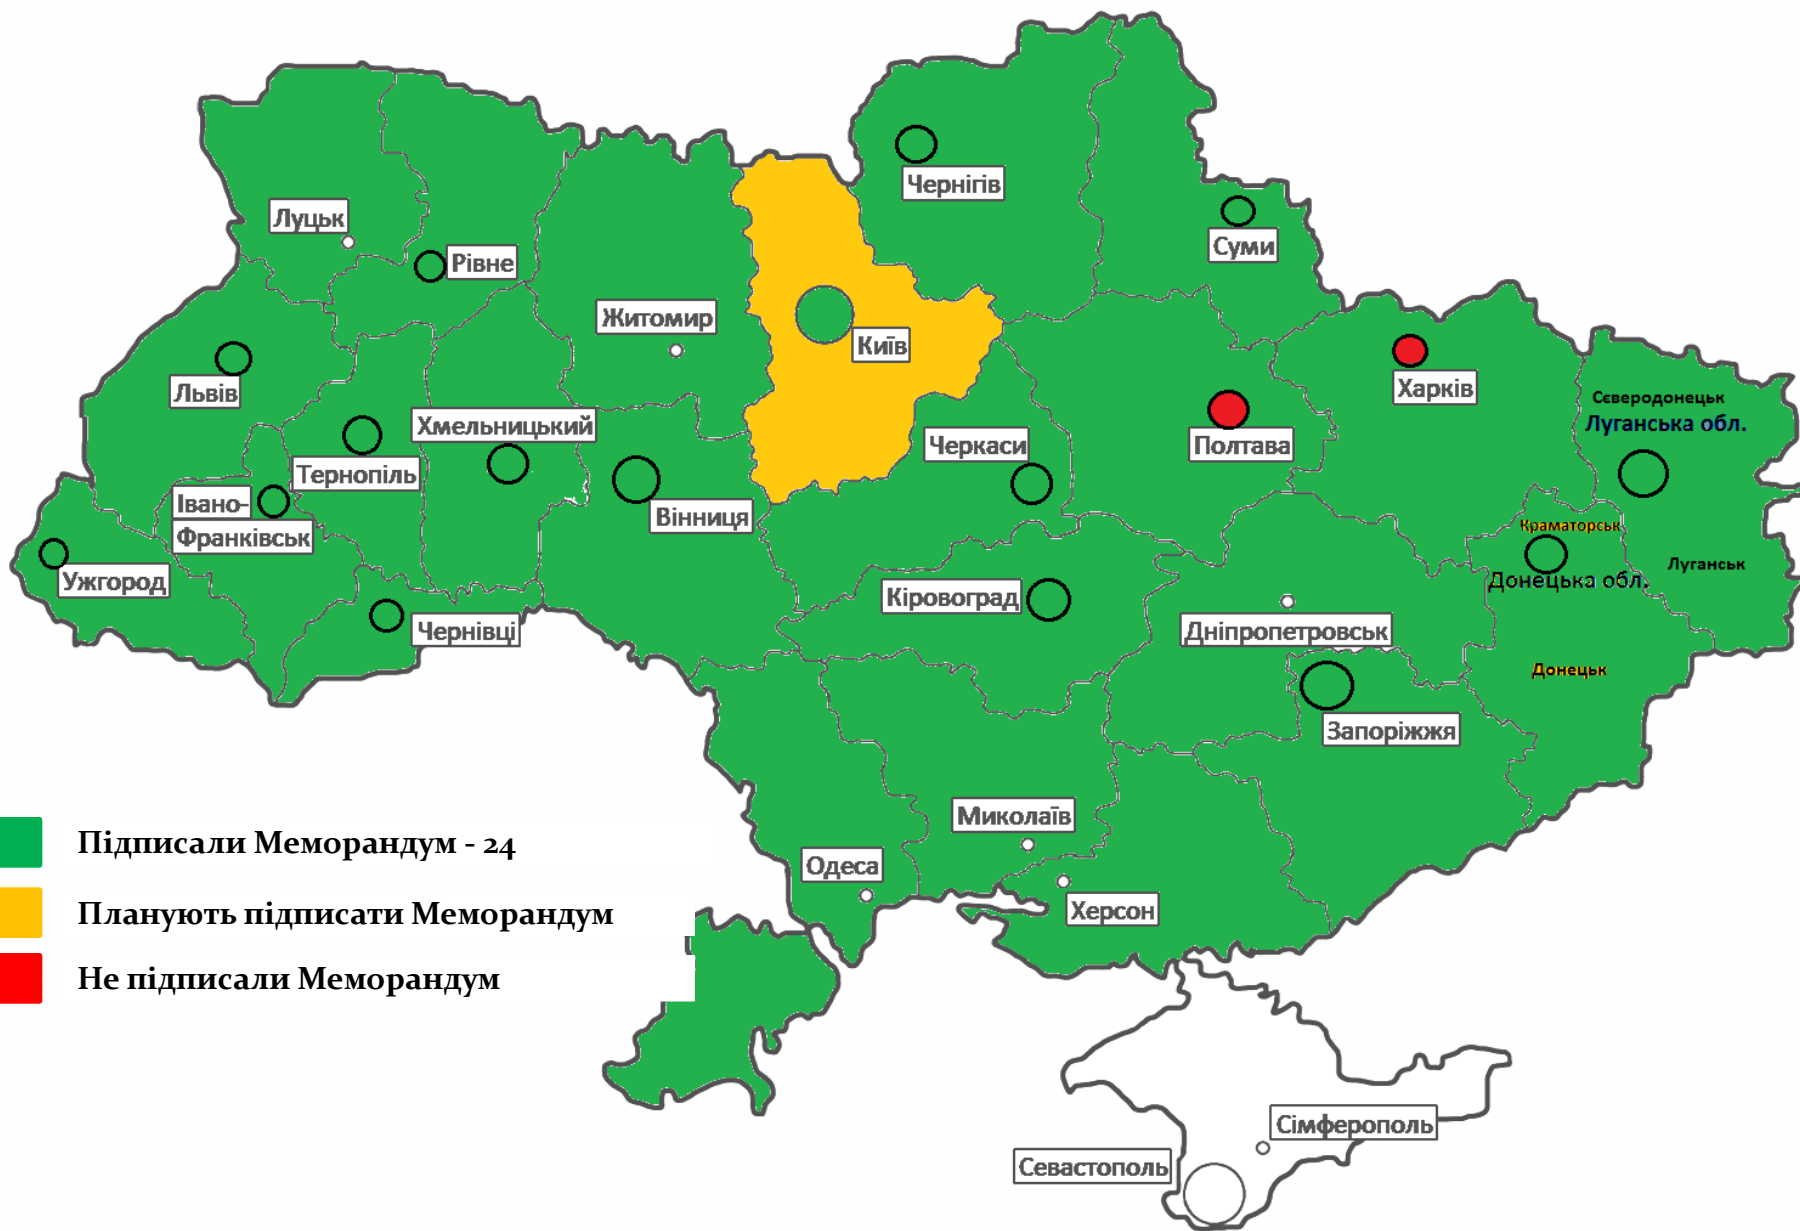 Чернігів
Луцьк
Суми
Рівне
Житомир
Київ
Львів
Харків
Сєверодонецьк
Луганська обл.
Хмельницький
Черкаси
Полтава
Тернопіль
Івано-
Франківськ
Вінниця
Краматорськ
Луганськ
Ужгород
Донецька обл.
Кіровоград
Чернівці
Дніпропетровськ
Донецьк
Запоріжжя
Миколаїв
Підписали Меморандум - 24
Одеса
Херсон
Планують підписати Меморандум
Не підписали Меморандум
Сімферополь
Севастополь